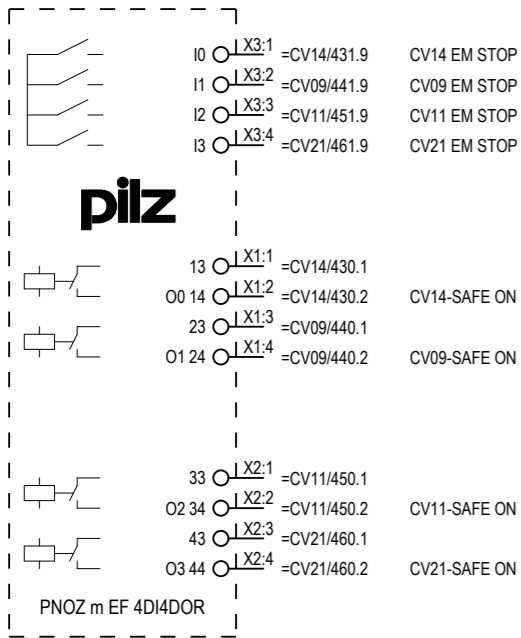 I0 X3:1 =CV14/431.9 CV14 EM STOP
I1 X3:2 =CV09/441.9 CV09 EM STOP
I2 X3:3 =CV11/451.9 CV11 EM STOP
I3 X3:4 =CV21/461.9 CV21 EM STOP
pilz
13 X1:1 =CV14/430.1
O0 14 X1:2 =CV14/430.2 CV14-SAFE ON
23 X1:3 =CV09/440.1
O1 24 X1:4 =CV09/440.2 CV09-SAFE ON
33 X2:1 =CV11/450.1
O2 34 X2:2 =CV11/450.2 CV11-SAFE ON
43 X2:3 =CV21/460.1
O3 44 X2:4 =CV21/460.2 CV21-SAFE ON
PNOZ m EF 4DI4DOR